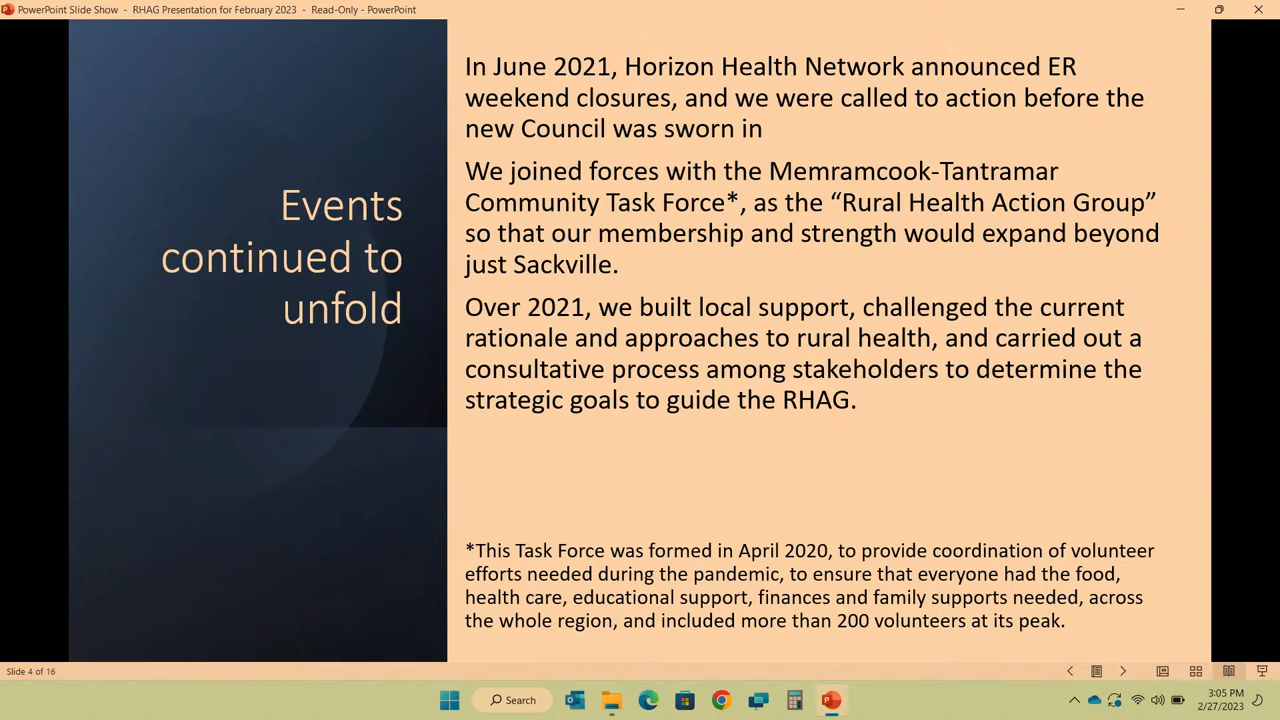 PowerPoint Slide Show - RHAG Presentation for February 2023 - Read-Only - PowerPoint
Events
continued to
unfold
In June 2021, Horizon Health Network announced ER
weekend closures, and we were called to action before the
new Council was sworn in
We joined forces with the Memramcook-Tantramar
Community Task Force*, as the “Rural Health Action Group”
so that our membership and strength would expand beyond
just Sackville.
Over 2021, we built local support, challenged the current
rationale and approaches to rural health, and carried out a
consultative process among stakeholders to determine the
strategic goals to guide the RHAG.
*This Task Force was formed in April 2020, to provide coordination of volunteer
efforts needed during the pandemic, to ensure that everyone had the food,
health care, educational support, finances and family supports needed, across
the whole region, and included more than 200 volunteers at its peak.
Slide 4 of 16
Search
3:05 PM
2/27/2023